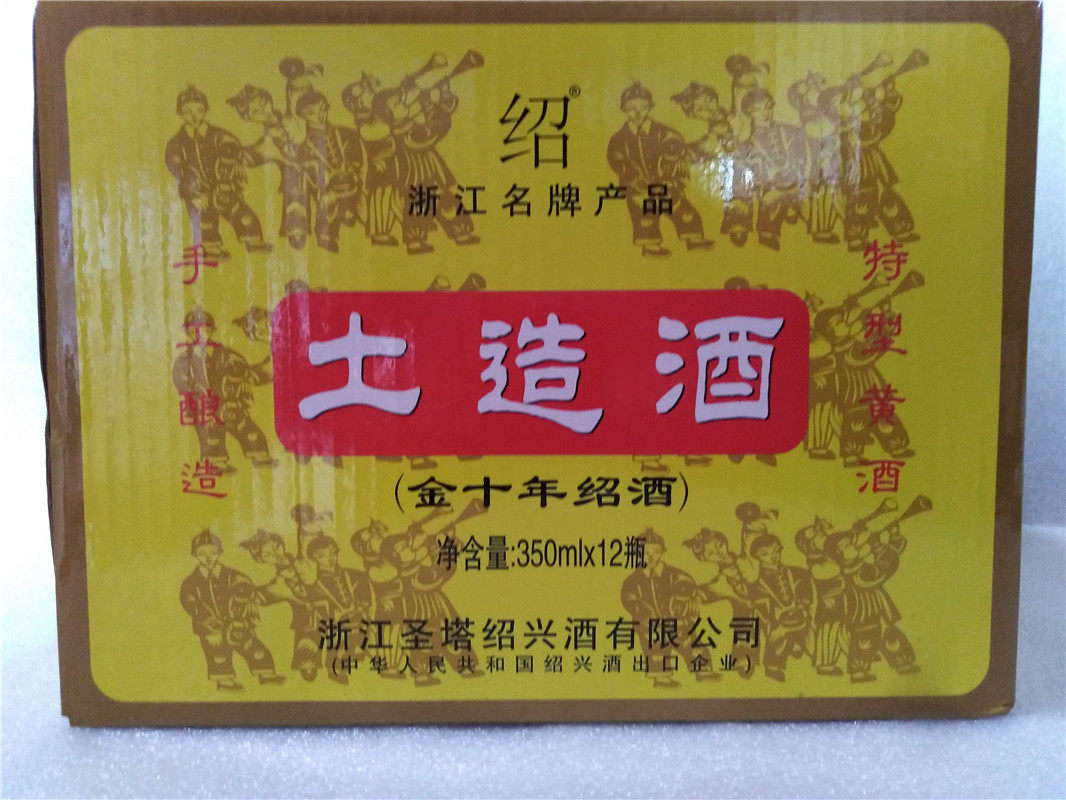 绍®
浙江名牌产品
手工酿造
特型黄酒
土造酒
(金十年绍酒)
净含量:350mlx12瓶
浙江圣塔绍兴酒有限公司
(中华人民共和国绍兴酒出口企业)